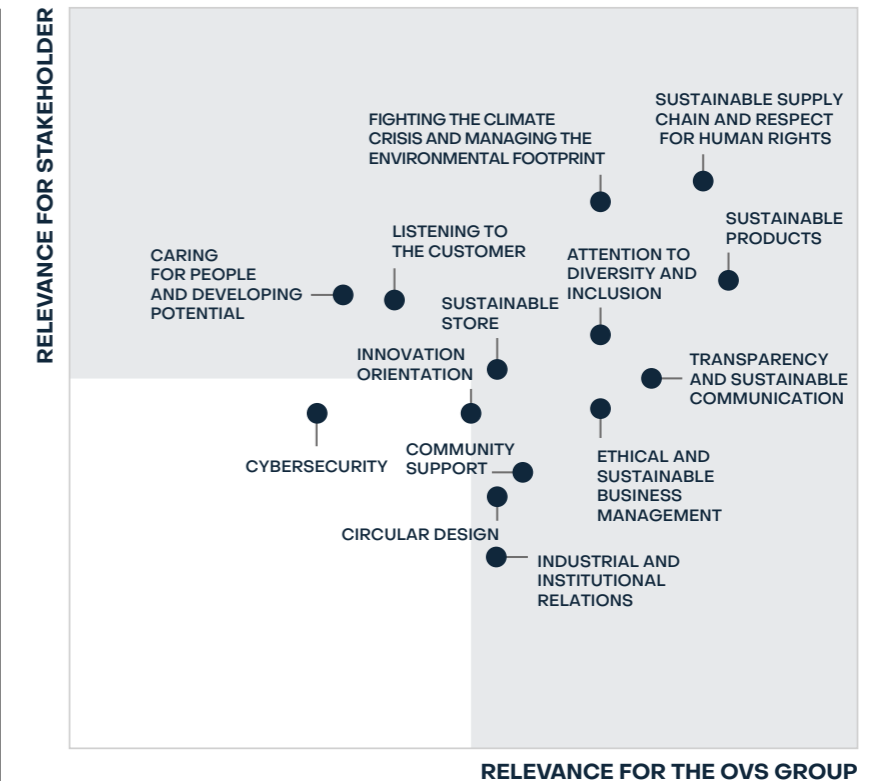 RELEVANCE FOR STAKEHOLDER
SUSTAINABLE SUPPLY
CHAIN AND RESPECT
FOR HUMAN RIGHTS
FIGHTING THE CLIMATE
CRISIS AND MANAGING THE
ENVIRONMENTAL FOOTPRINT
SUSTAINABLE
PRODUCTS
LISTENING TO
THE CUSTOMER
CARING
FOR PEOPLE
AND DEVELOPING
POTENTIAL
ATTENTION TO
DIVERSITY AND
INCLUSION
SUSTAINABLE
STORE
INNOVATION
ORIENTATION
TRANSPARENCY
AND SUSTAINABLE
COMMUNICATION
CYBERSECURITY
COMMUNITY
SUPPORT
ETHICAL AND
SUSTAINABLE
BUSINESS
MANAGEMENT
CIRCULAR DESIGN
INDUSTRIAL AND
INSTITUTIONAL
RELATIONS
RELEVANCE FOR THE OVS GROUP